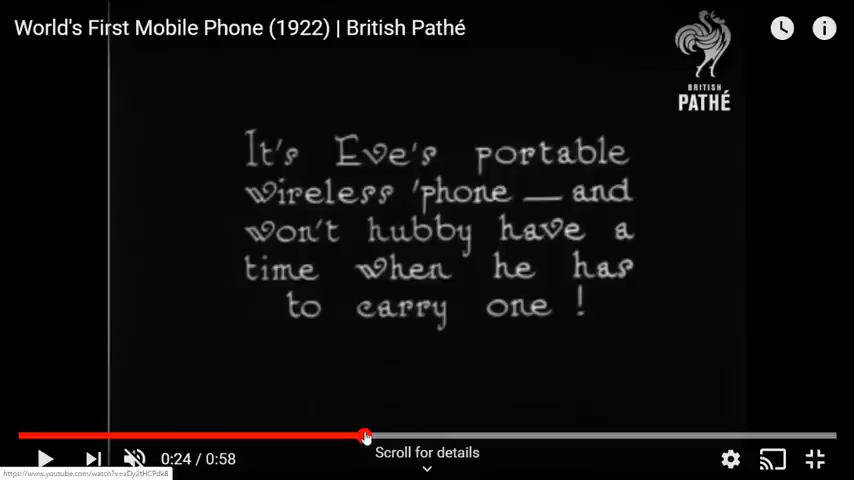 World's First Mobile Phone (1922) | British Pathé
BRITISH
PATHÉ
It's Eve's portable
wireless 'phone — and
won't hubby have a
time when he has
to carry one !
0:24 / 0:58
Scroll for details